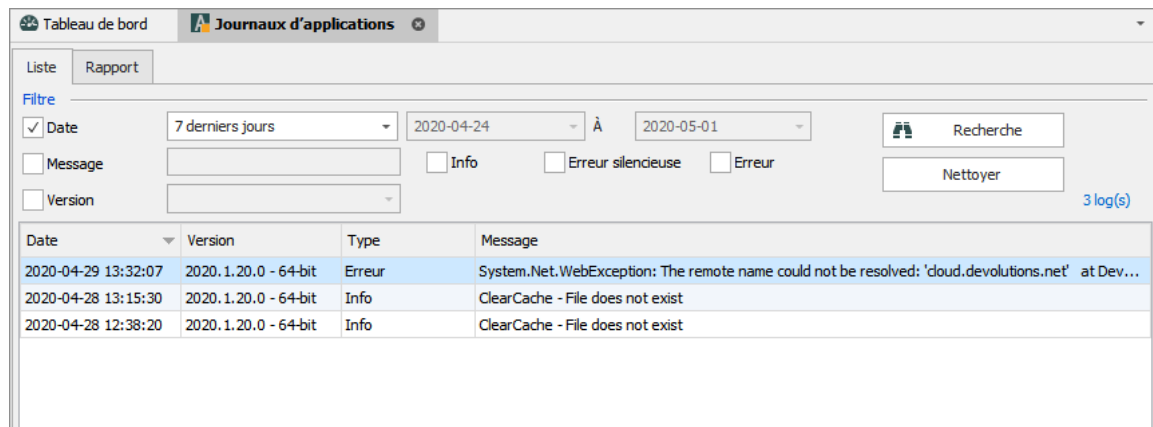 Tableau de bord Journaux d'applications
Liste Rapport
Filtre
Date 7 derniers jours 2020-04-24 À 2020-05-01 Recherche
Message Info Erreur silencieuse Erreur Nettoyer
Version 3 log(s)
Date Version Type Message
2020-04-29 13:32:07 2020.1.20.0 - 64-bit Erreur System.Net.WebException: The remote name could not be resolved: 'cloud.devolutions.net' at Dev...
2020-04-28 13:15:30 2020.1.20.0 - 64-bit Info ClearCache - File does not exist
2020-04-28 12:38:20 2020.1.20.0 - 64-bit Info ClearCache - File does not exist